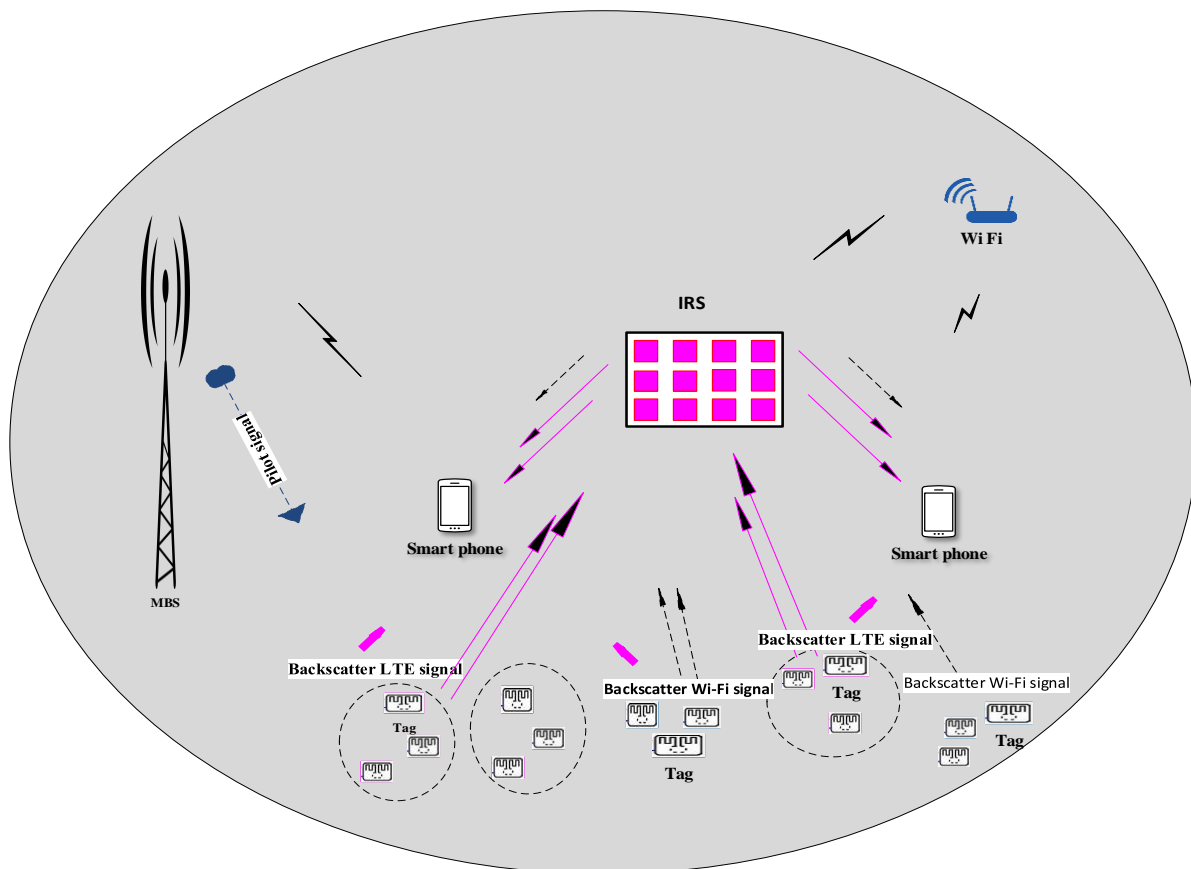 Wi Fi
IRS
Pilot signal
Smart phone
Smart phone
MBS
Backscatter LTE signal
Backscatter LTE signal
Backscatter Wi-Fi signal
Backscatter Wi-Fi signal
Tag
Tag
Tag
Tag